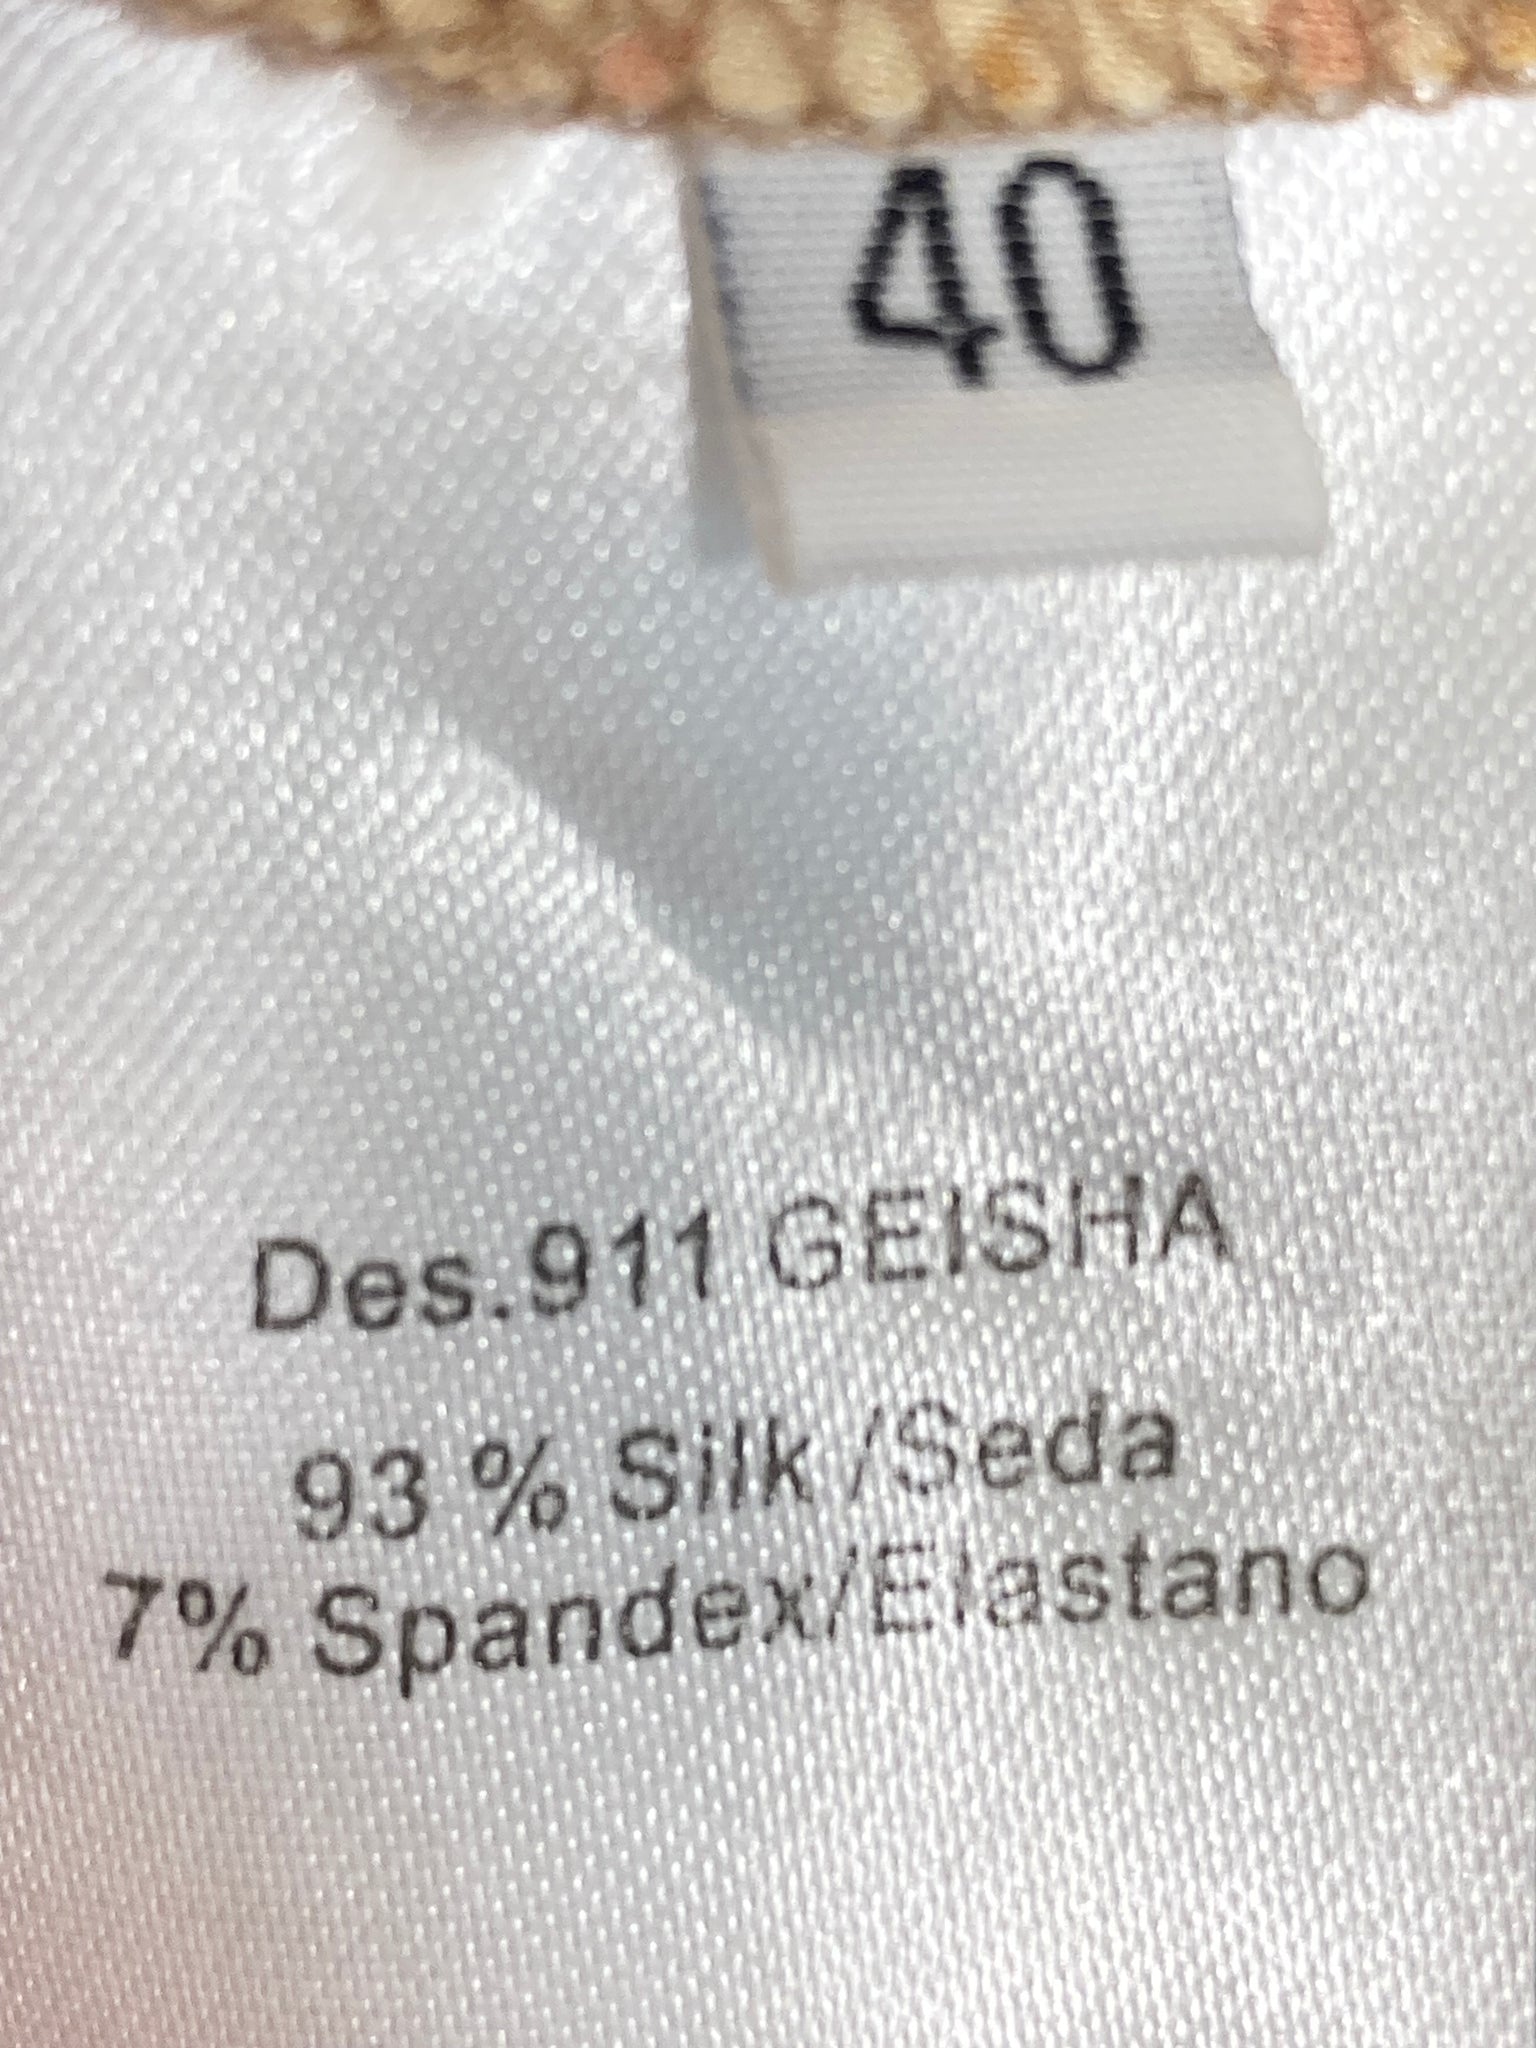 40
Des.911 GEISHA
93 % Silk /Seda
7% Spandex/Elastano